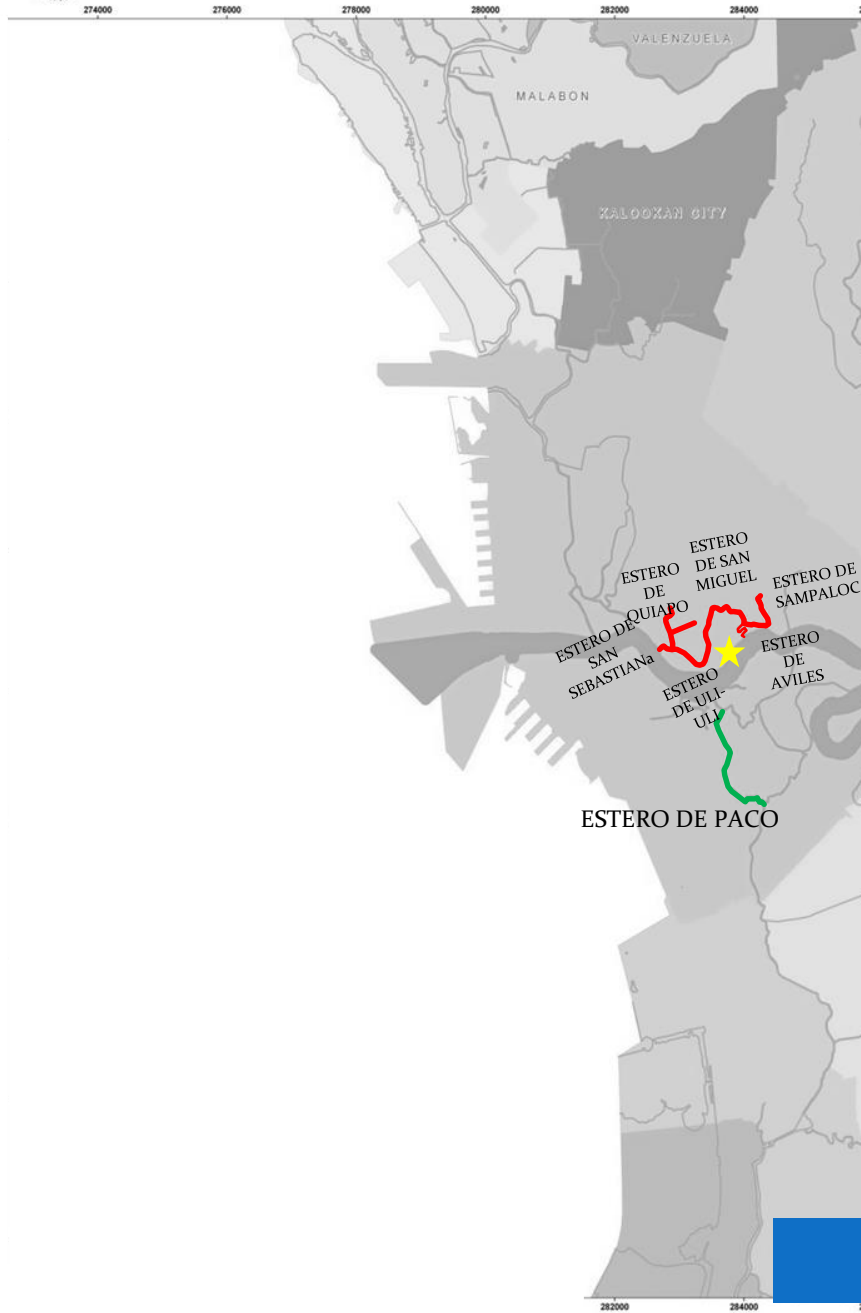 274000
276000
278000
280000
282000
284000
VALENZUELA
MALABON
KALOOKAN CITY
ESTERO
DE SAN
MIGUEL
ESTERO
DE
QUIAPO
ESTERO DE
SAMPALOC
ESTERO DE
SAN
SEBASTIANa
ESTERO
DE
AVILES
ESTERO
DE ULI-
ULI
ESTERO DE PACO
282000
284000